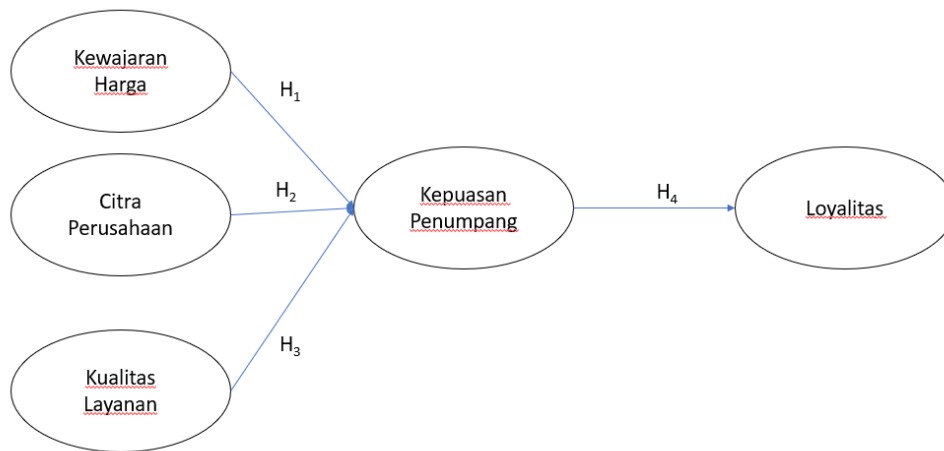 Kewajaran
Harga
H₁
Citra
Perusahaan
H₂
Kepuasan
Penumpang
H₄
Loyalitas
H₃
Kualitas
Layanan